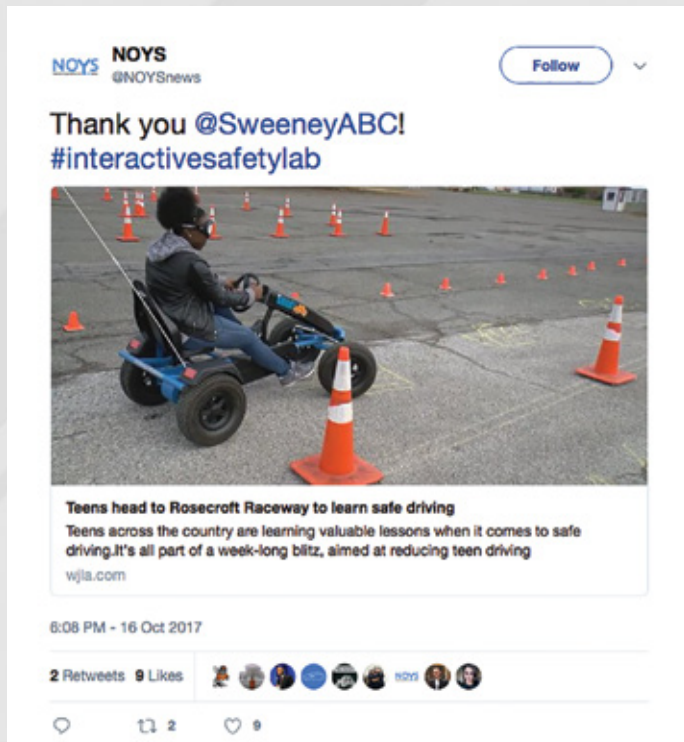 NOYS
NOYS
@NOYSnews
Follow
Thank you @SweeneyABC!
#interactivesafetylab
Teens head to Rosecroft Raceway to learn safe driving
Teens across the country are learning valuable lessons when it comes to safe
driving.It's all part of a week-long blitz, aimed at reducing teen driving
wjla.com
6:08 PM - 16 Oct 2017
2 Retweets 9 Likes
NOYS
2
9